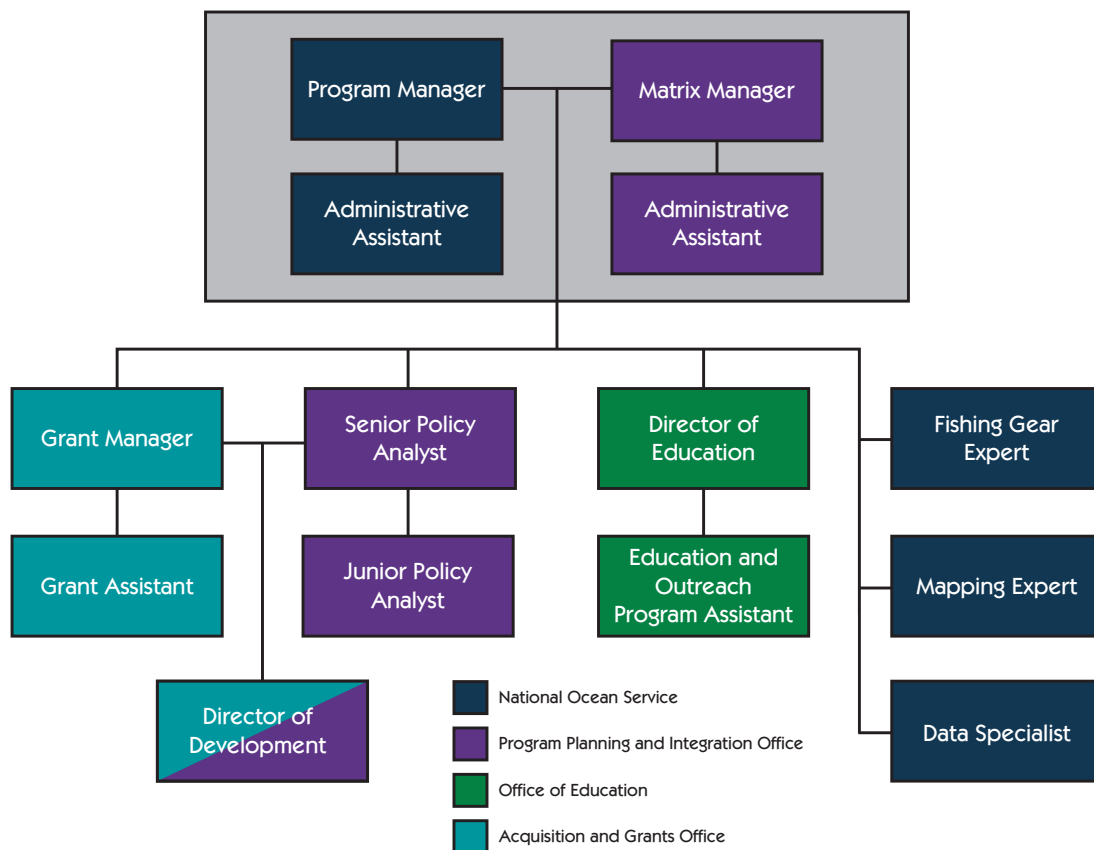 Program Manager
Matrix Manager
Administrative
Assistant
Administrative
Assistant
Grant Manager
Senior Policy
Analyst
Director of
Education
Fishing Gear
Expert
Grant Assistant
Junior Policy
Analyst
Education and
Outreach
Program Assistant
Mapping Expert
Director of
Development
Data Specialist
National Ocean Service
Program Planning and Integration Office
Office of Education
Acquisition and Grants Office